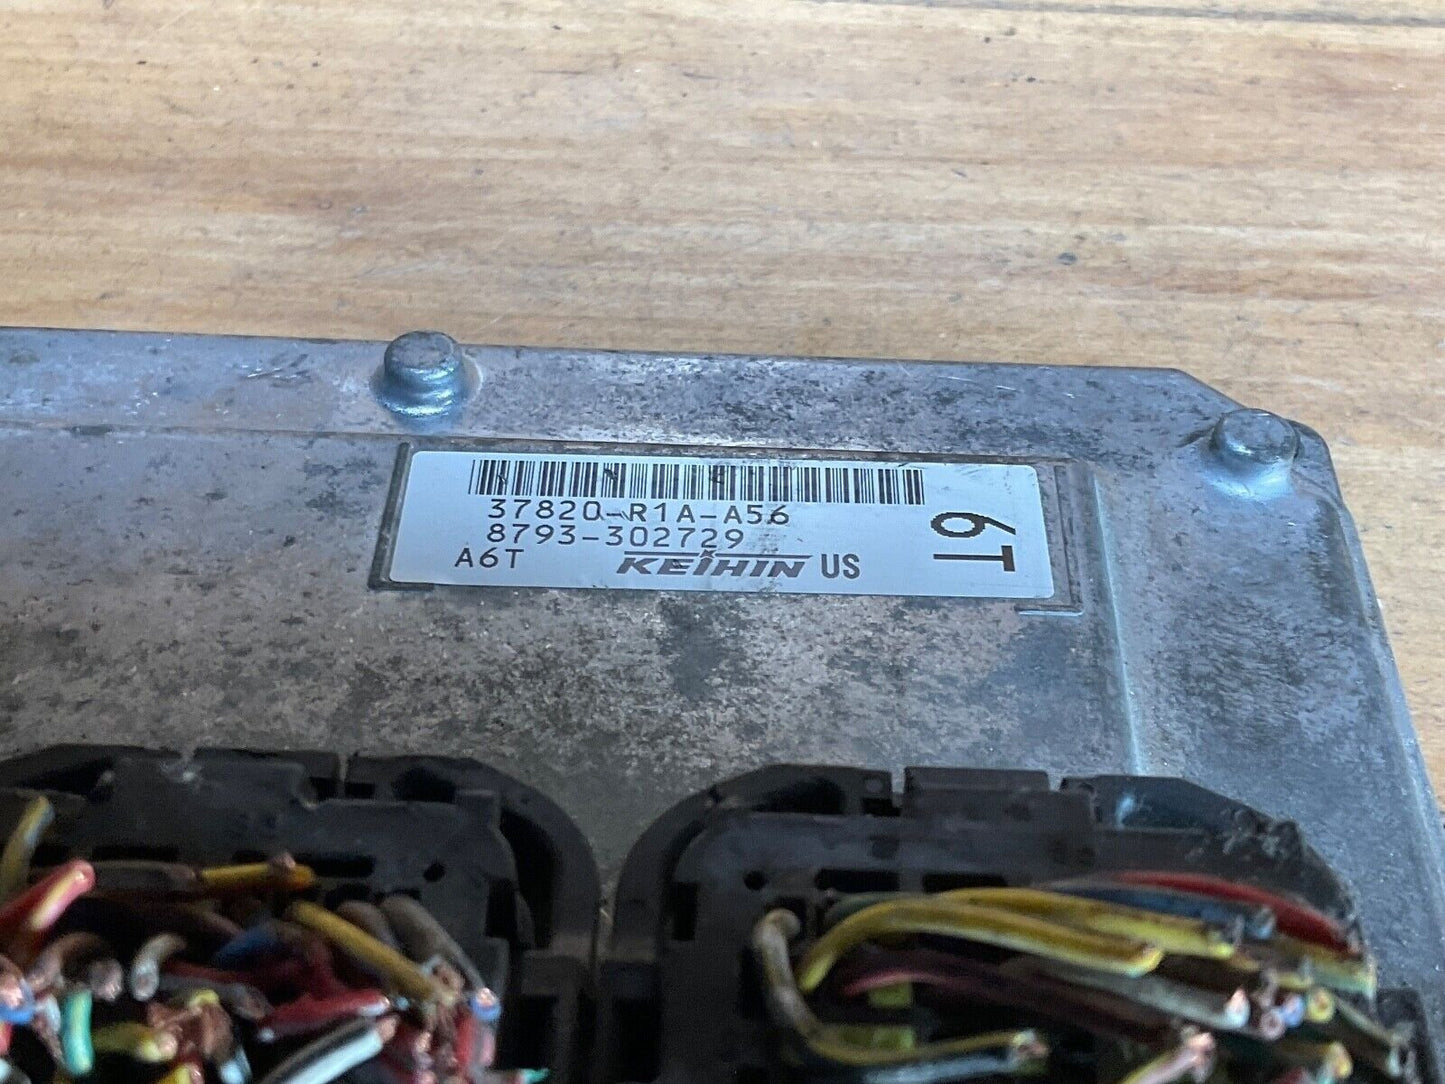 37820-R1A-A56
8793-302729
A6T KEIHIN US
6T